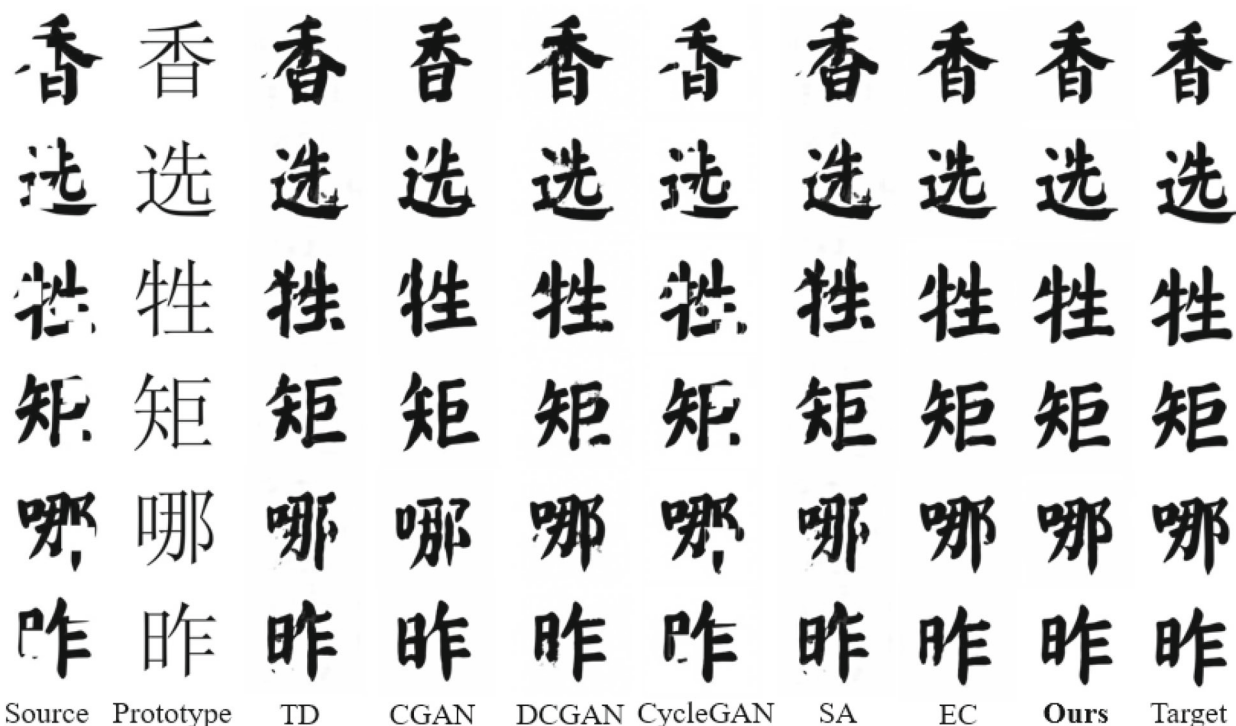 香 香 香 香 香 香 香 香 香 香
选 选 选 选 选 选 选 选 选 选
牲 牲 牲 牲 牲 牲 牲 牲 牲 牲
矩 矩 矩 矩 矩 矩 矩 矩 矩 矩
哪 哪 哪 哪 哪 哪 哪 哪 哪 哪
昨 昨 昨 昨 昨 昨 昨 昨 昨 昨
Source Prototype TD CGAN DCGAN CycleGAN SA EC Ours Target